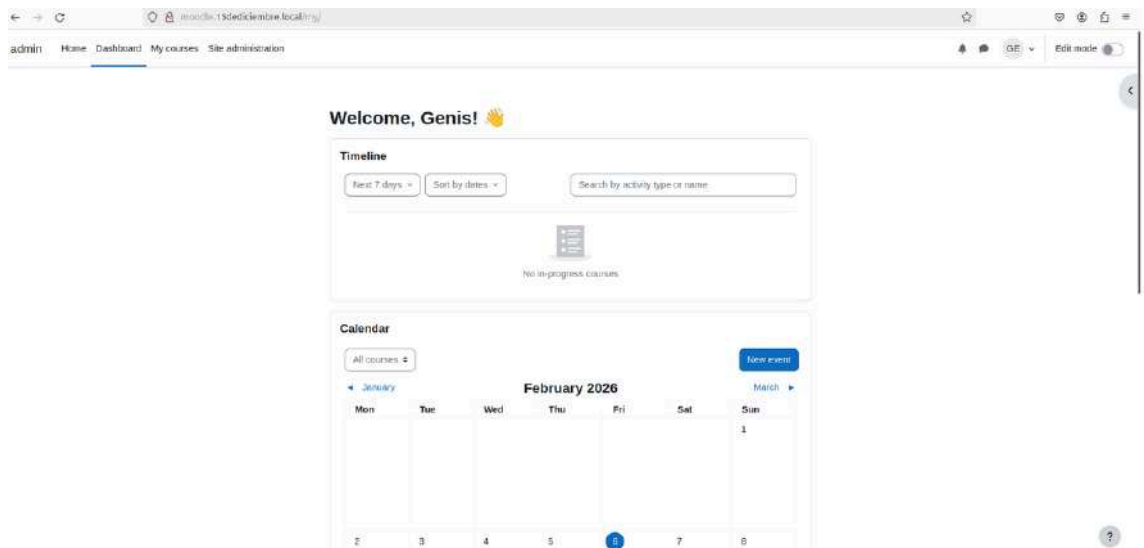 moodle.15dediciembre.local/my/
admin Home Dashboard My courses Site administration GE Edit mode
Welcome, Genis! 👋
Timeline
Next 7 days Sort by dates Search by activity type or name
No in-progress courses
Calendar
All courses New event
◄ January February 2026 March ►
Mon Tue Wed Thu Fri Sat Sun
1
2 3 4 5 6 7 8
?